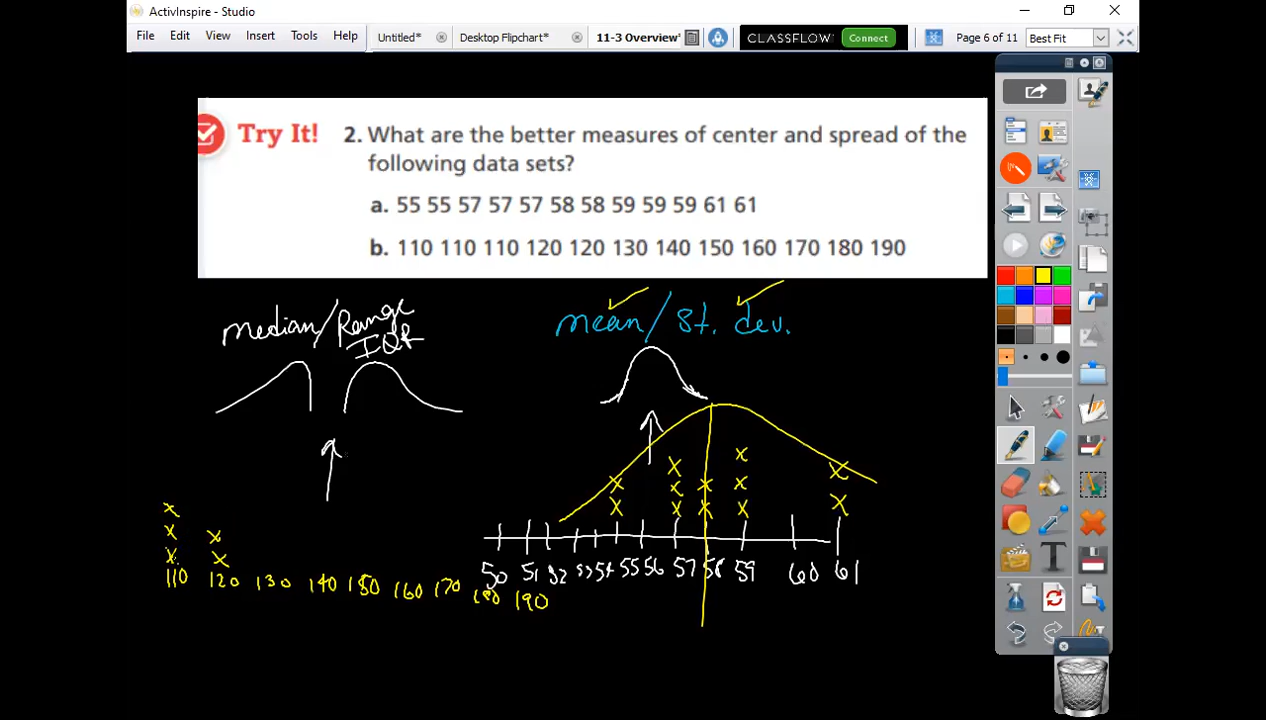 ActivInspire - Studio
File Edit View Insert Tools Help Untitled* Desktop Flipchart* 11-3 Overview* CLASSFLOW Connect Page 6 of 11 Best Fit
Try It! 2. What are the better measures of center and spread of the
following data sets?
a. 55 55 57 57 57 58 58 59 59 59 61 61
b. 110 110 110 120 120 130 140 150 160 170 180 190
median/Range
IQR
mean/St. dev.
x
x x x
x x x x x
x x x x x
x
x x
x x
50 51 52 53 54 55 56 57 58 59 60 61
110 120 130 140 150 160 170 180 190